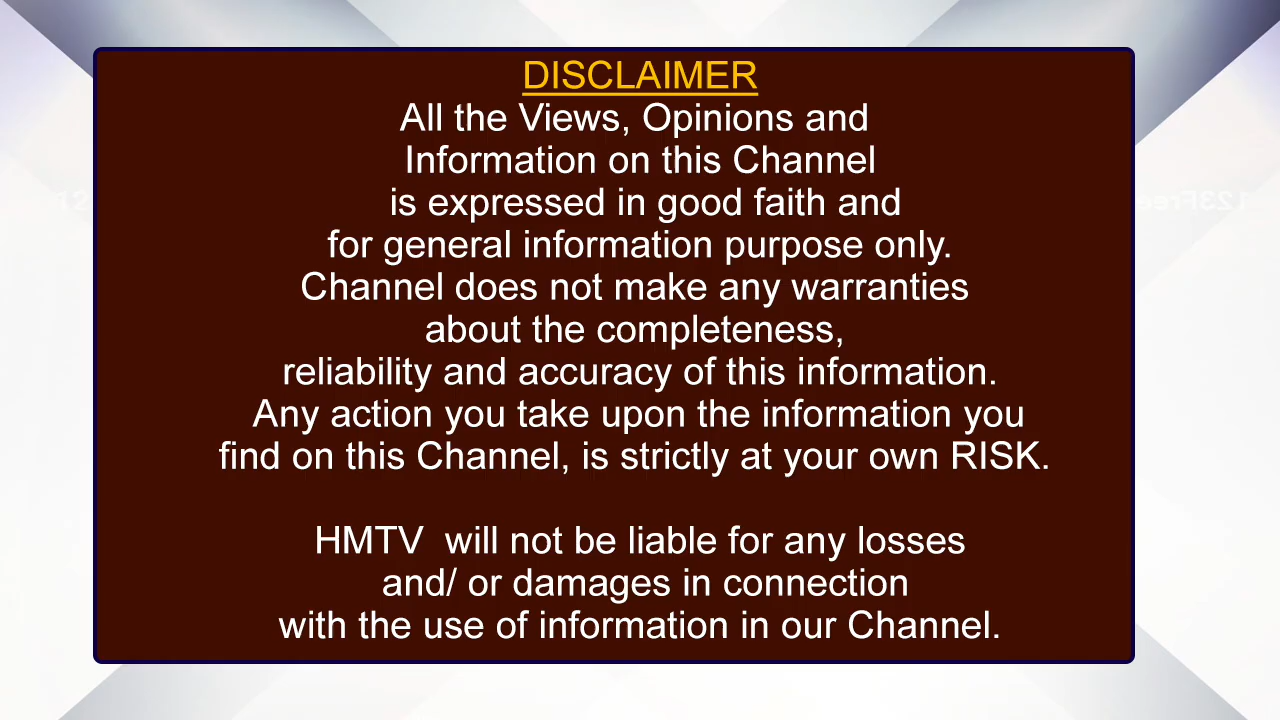 DISCLAIMER
All the Views, Opinions and
Information on this Channel
is expressed in good faith and
for general information purpose only.
Channel does not make any warranties
about the completeness,
reliability and accuracy of this information.
Any action you take upon the information you
find on this Channel, is strictly at your own RISK.
HMTV will not be liable for any losses
and/ or damages in connection
with the use of information in our Channel.